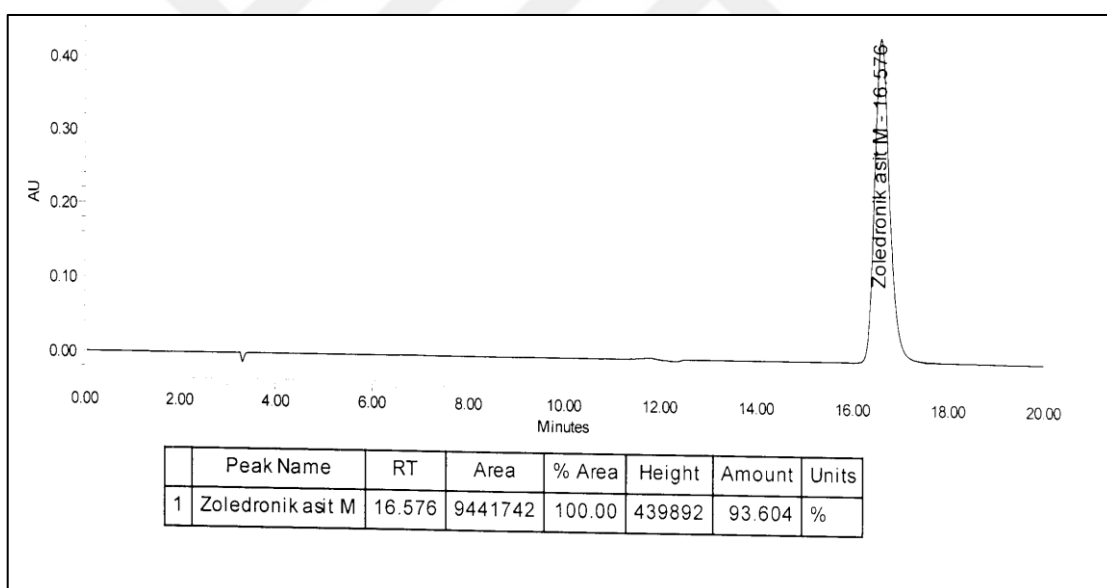 0.40
0.30
AU
0.20
0.10
0.00
Zoledronik asit M - 16.576
0.00 2.00 4.00 6.00 8.00 10.00 12.00 14.00 16.00 18.00 20.00
Minutes
Peak Name RT Area % Area Height Amount Units
1 Zoledronik asit M 16.576 9441742 100.00 439892 93.604 %